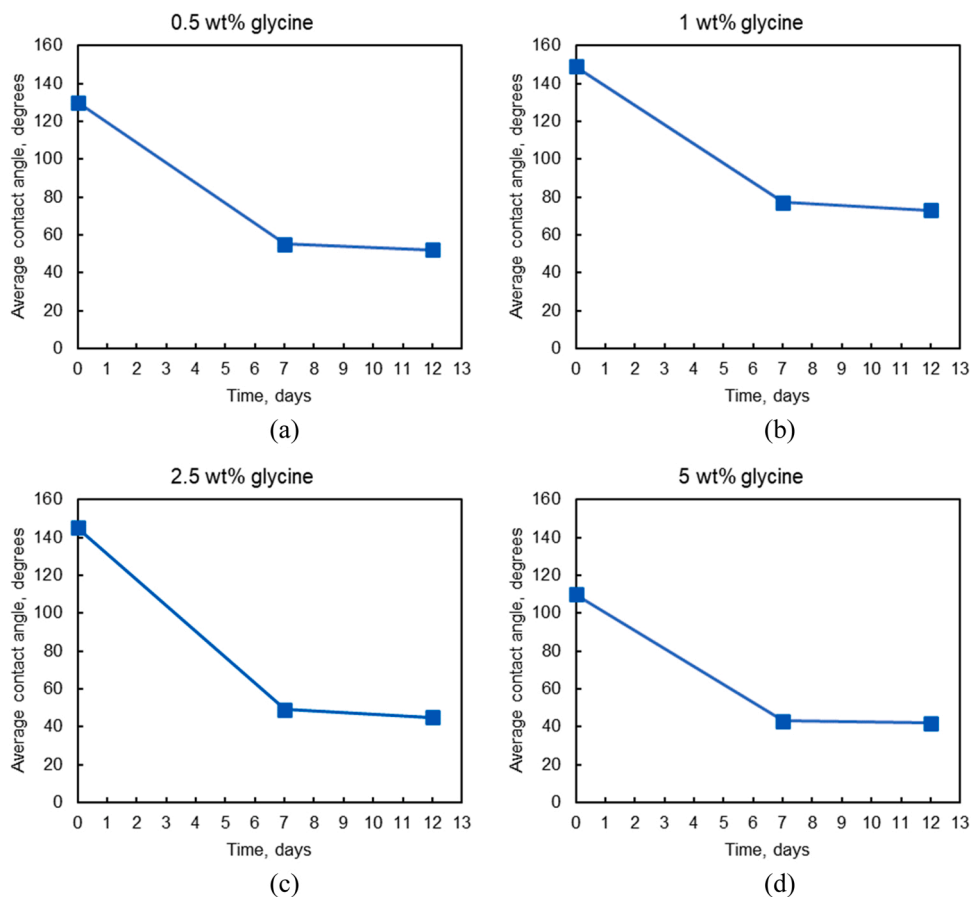 0.5 wt% glycine
160
140
120
100
80
60
40
20
0
Average contact angle, degrees
0 1 2 3 4 5 6 7 8 9 10 11 12 13
Time, days
(a)
1 wt% glycine
160
140
120
100
80
60
40
20
0
Average contact angle, degrees
0 1 2 3 4 5 6 7 8 9 10 11 12 13
Time, days
(b)
2.5 wt% glycine
160
140
120
100
80
60
40
20
0
Average contact angle, degrees
0 1 2 3 4 5 6 7 8 9 10 11 12 13
Time, days
(c)
5 wt% glycine
160
140
120
100
80
60
40
20
0
Average contact angle, degrees
0 1 2 3 4 5 6 7 8 9 10 11 12 13
Time, days
(d)